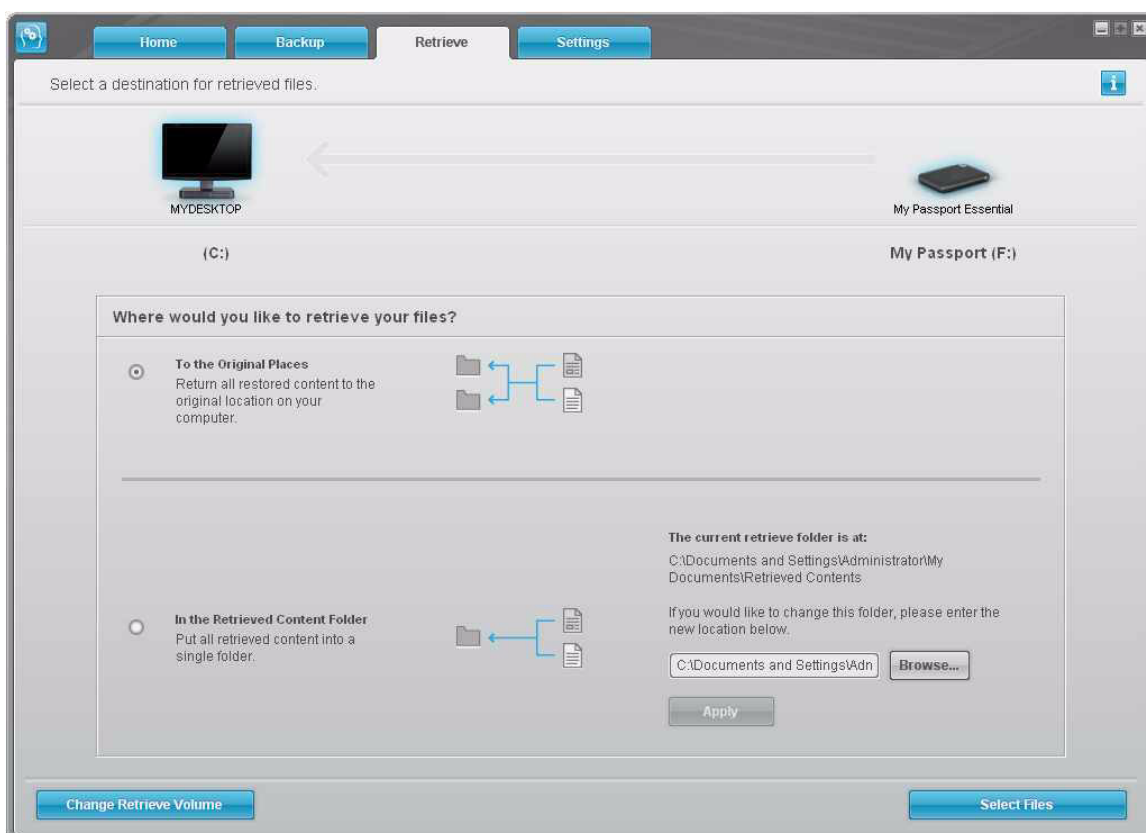 Home Backup Retrieve Settings
Select a destination for retrieved files.
i
MYDESKTOP
My Passport Essential
(C:)
My Passport (F:)
Where would you like to retrieve your files?
To the Original Places
Return all restored content to the
original location on your
computer.
The current retrieve folder is at:
C:\Documents and Settings\Administrator\My
Documents\Retrieved Contents
In the Retrieved Content Folder
Put all retrieved content into a
single folder.
If you would like to change this folder, please enter the
new location below.
C:\Documents and Settings\Adn
Browse...
Apply
Change Retrieve Volume
Select Files